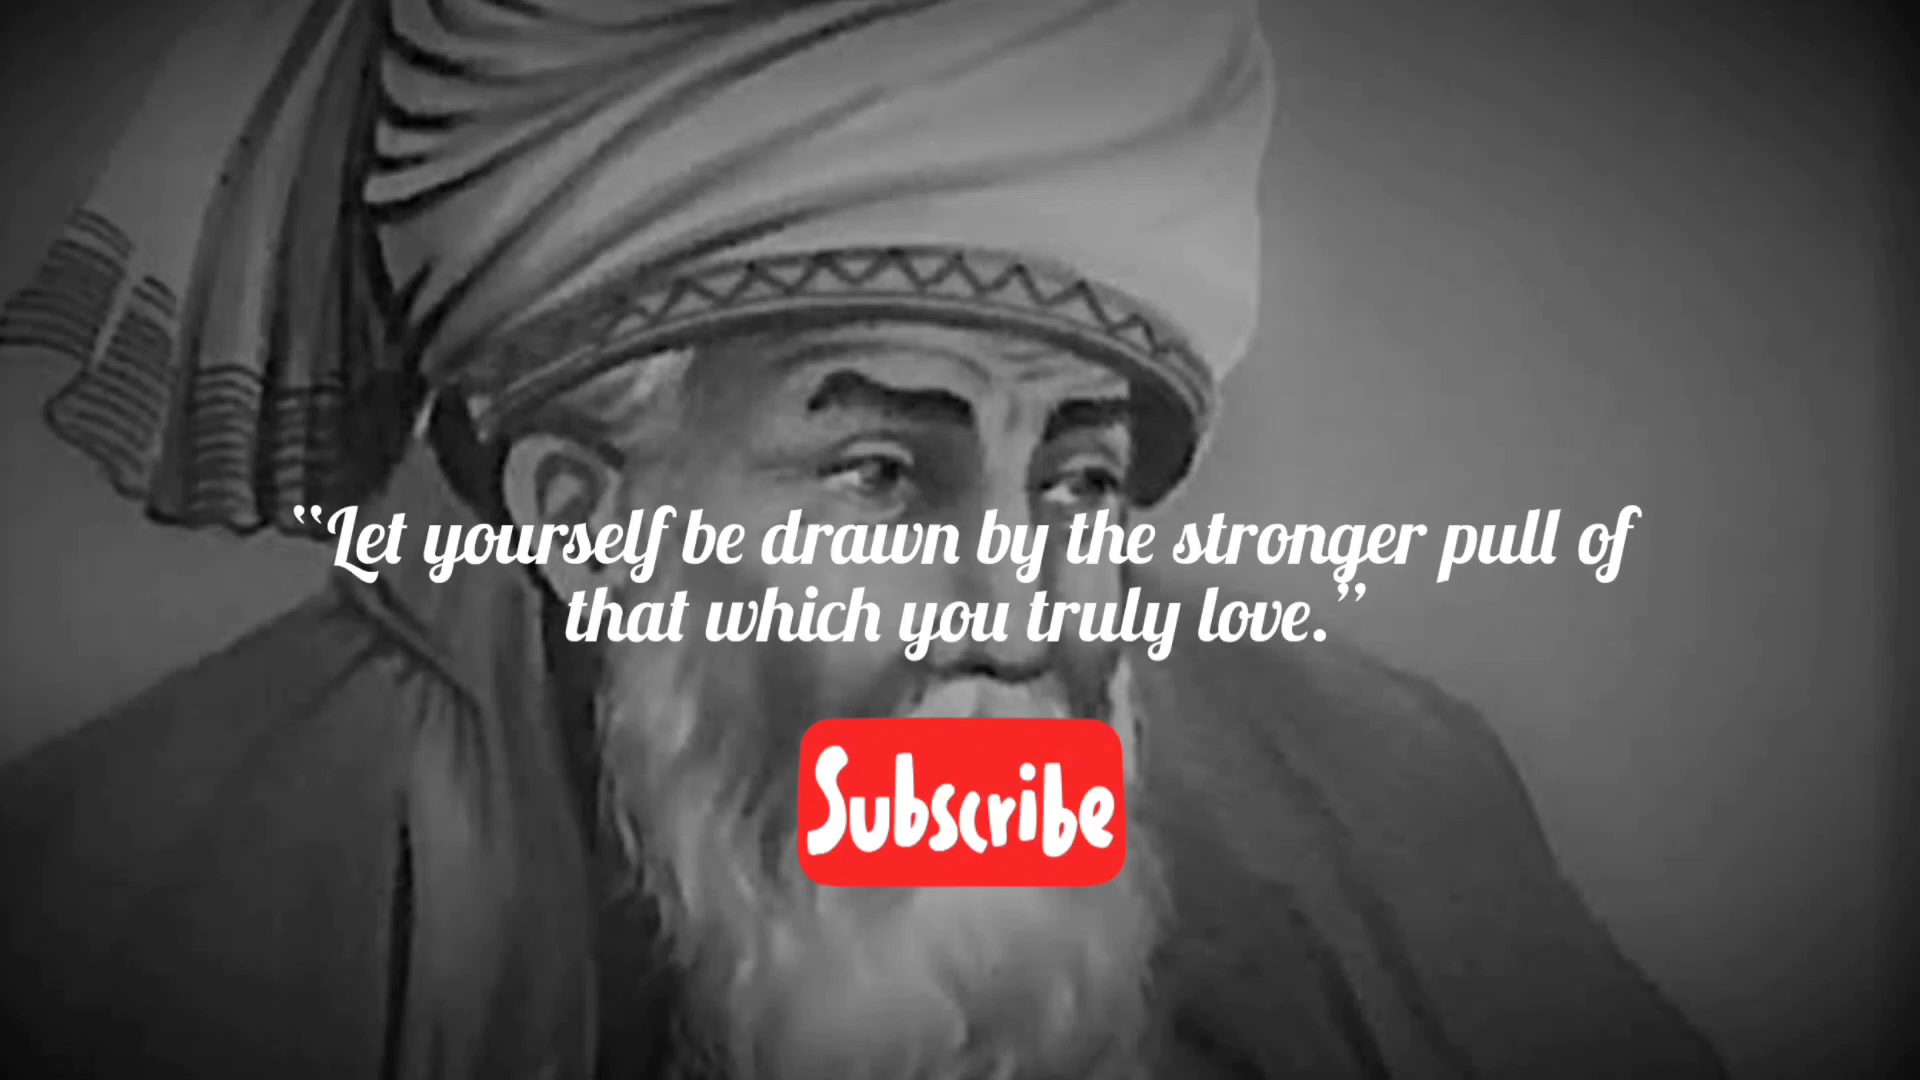 “Let yourself be drawn by the stronger pull of
that which you truly love.”
Subscribe